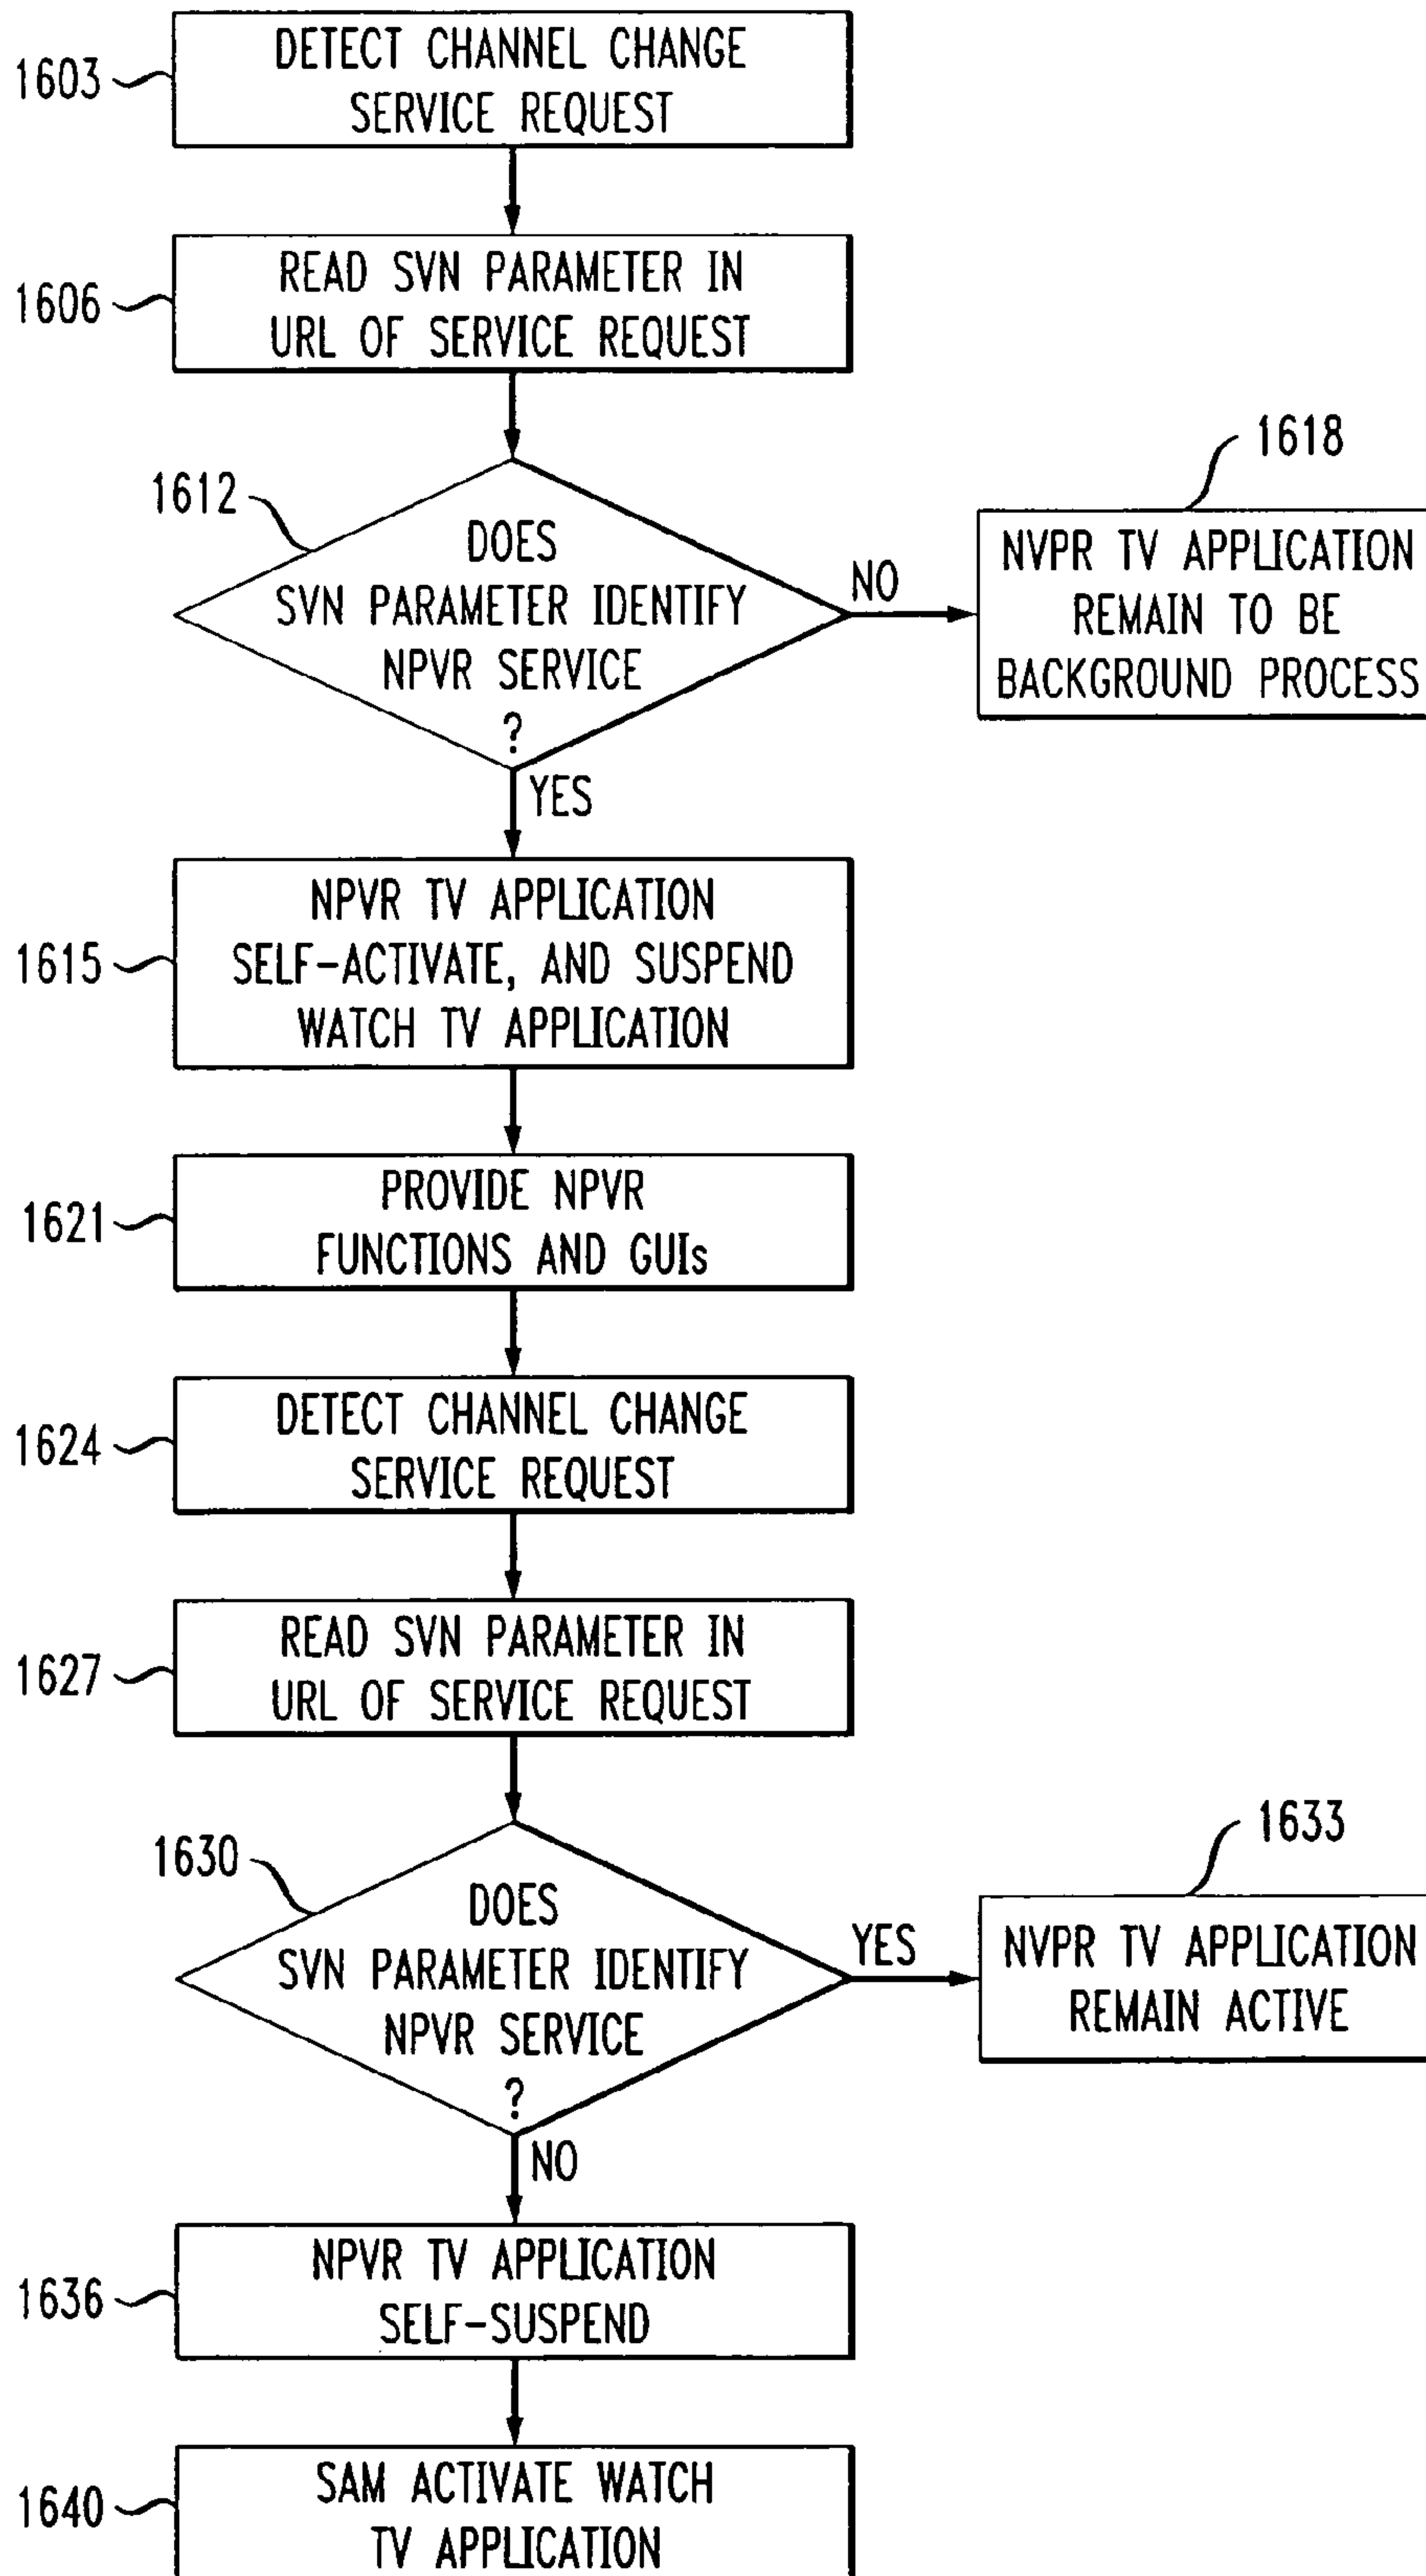 1603
DETECT CHANNEL CHANGE
SERVICE REQUEST
1606
READ SVN PARAMETER IN
URL OF SERVICE REQUEST
1612
DOES
SVN PARAMETER IDENTIFY
NPVR SERVICE
?
NO
1618
NVPR TV APPLICATION
REMAIN TO BE
BACKGROUND PROCESS
YES
1615
NPVR TV APPLICATION
SELF-ACTIVATE, AND SUSPEND
WATCH TV APPLICATION
1621
PROVIDE NPVR
FUNCTIONS AND GUIs
1624
DETECT CHANNEL CHANGE
SERVICE REQUEST
1627
READ SVN PARAMETER IN
URL OF SERVICE REQUEST
1630
DOES
SVN PARAMETER IDENTIFY
NPVR SERVICE
?
YES
1633
NVPR TV APPLICATION
REMAIN ACTIVE
NO
1636
NPVR TV APPLICATION
SELF-SUSPEND
1640
SAM ACTIVATE WATCH
TV APPLICATION